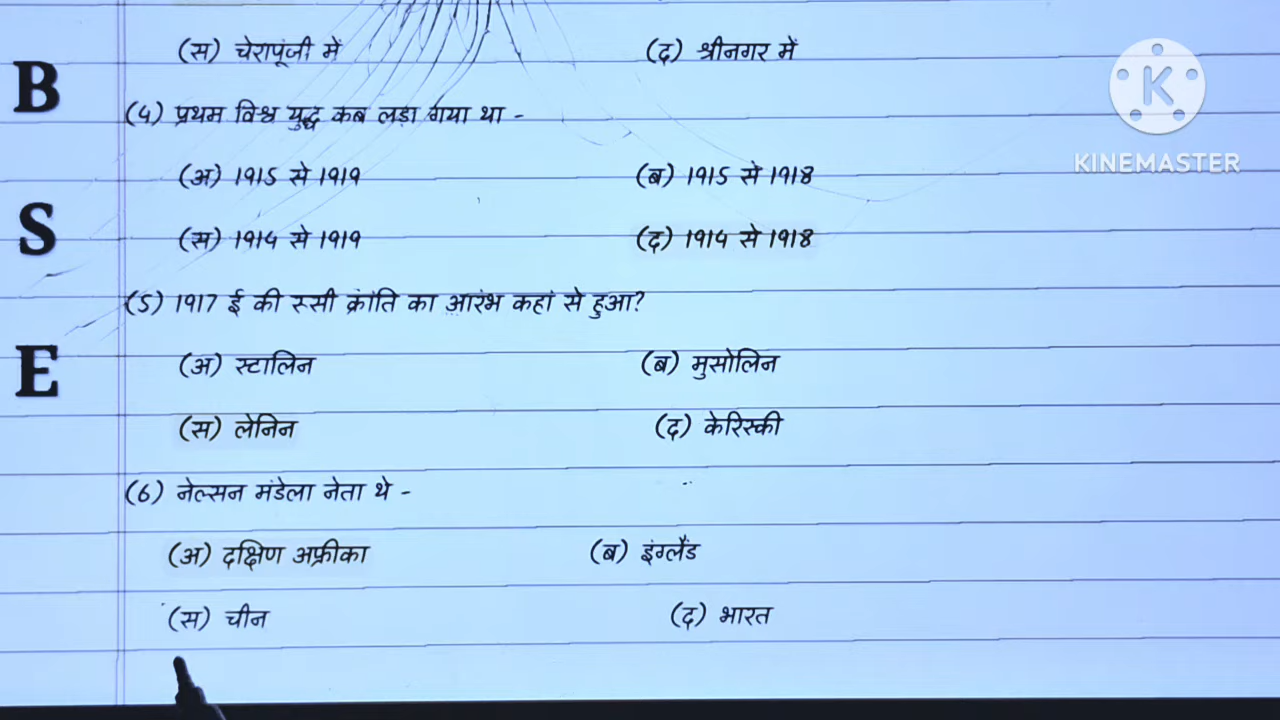 (स) चेरापूंजी में (द) श्रीनगर में
B
(4) प्रथम विश्व युद्ध कब लड़ा गया था -
K
KINEMASTER
(अ) 1915 से 1919 (ब) 1915 से 1918
S
(स) 1914 से 1919 (द) 1914 से 1918
(5) 1917 ई की रूसी क्रांति का आरंभ कहां से हुआ?
E
(अ) स्टालिन (ब) मुसोलिन
(स) लेनिन (द) केरिस्की
(6) नेल्सन मंडेला नेता थे -
(अ) दक्षिण अफ्रीका (ब) इंग्लैंड
(स) चीन (द) भारत